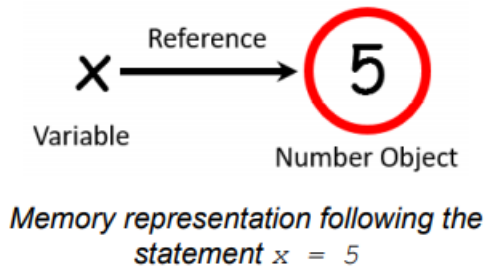 Reference
x
5
Variable
Number Object
Memory representation following the
statement x = 5